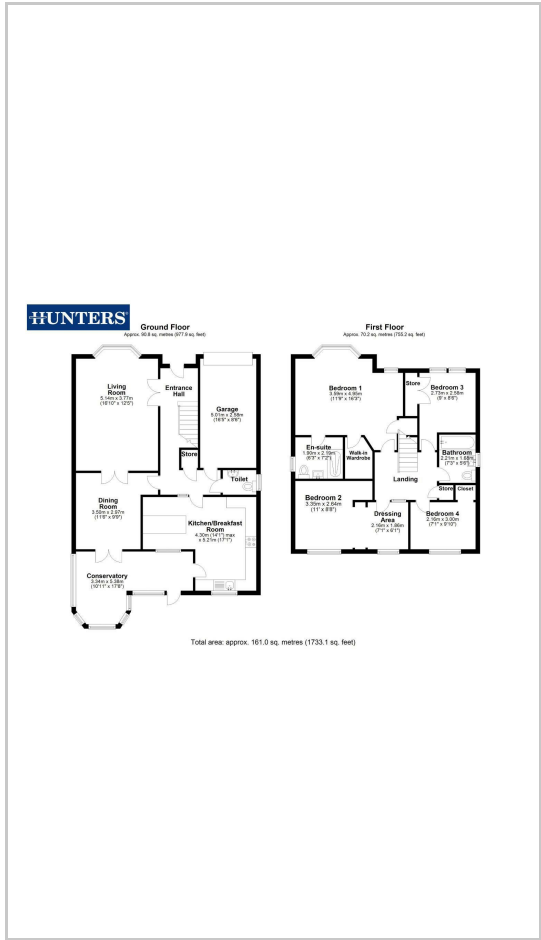 HUNTERS
Ground Floor
Approx. 90.8 sq. metres (977.9 sq. feet)
Living
Room
5.14m x 3.77m
(16'10" x 12'5")
Entrance
Hall
Garage
5.01m x 2.58m
(16'5" x 8'6")
Store
Toilet
Dining
Room
3.50m x 2.97m
(11'6" x 9'9")
Kitchen/Breakfast
Room
4.30m (14'1") max
x 5.21m (17'1")
Conservatory
3.34m x 5.38m
(10'11" x 17'8")
First Floor
Approx. 70.2 sq. metres (755.2 sq. feet)
Bedroom 1
3.59m x 4.95m
(11'9" x 16'3")
Store
Bedroom 3
2.73m x 2.58m
(9' x 8'6")
En-suite
1.90m x 2.19m
(6'3" x 7'2")
Walk-in
Wardrobe
Bathroom
2.21m x 1.68m
(7'3" x 5'6")
Landing
Store
Closet
Bedroom 2
3.35m x 2.64m
(11' x 8'8")
Dressing
Area
2.16m x 1.86m
(7'1" x 6'1")
Bedroom 4
2.16m x 3.00m
(7'1" x 9'10")
Total area: approx. 161.0 sq. metres (1733.1 sq. feet)